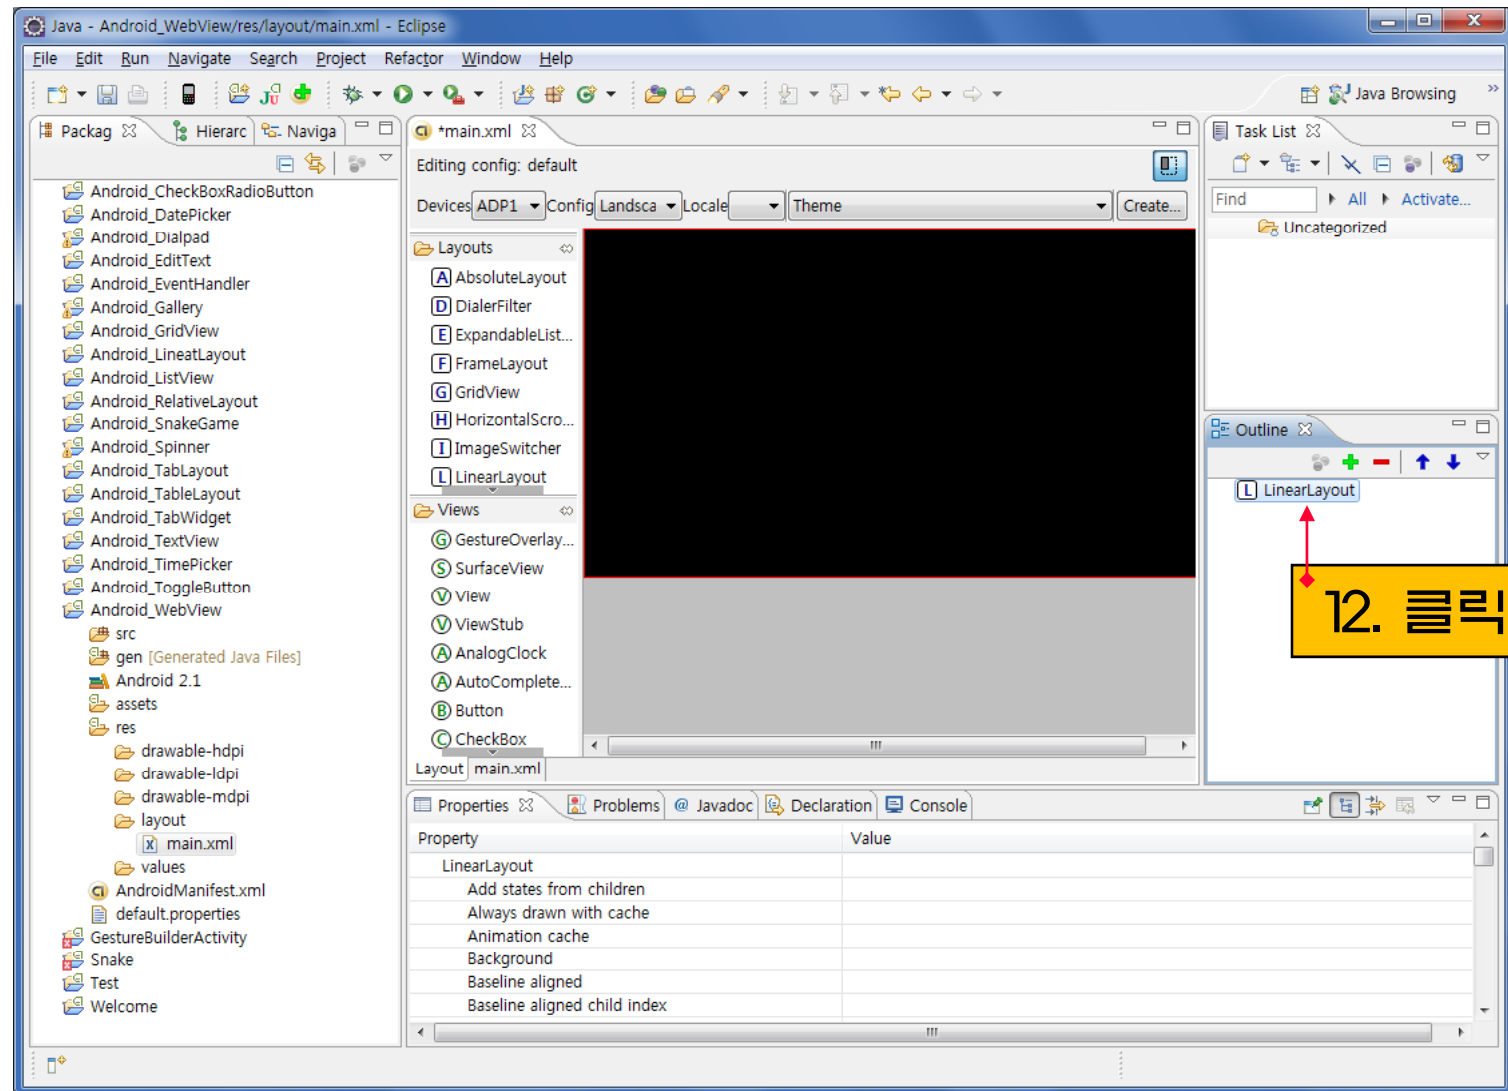 Java - Android_WebView/res/layout/main.xml - Eclipse
File Edit Run Navigate Search Project Refactor Window Help
Java Browsing
Packag Hierarc Naviga
Android_CheckBoxRadioButton
Android_DatePicker
Android_Dialpad
Android_EditText
Android_EventHandler
Android_Gallery
Android_GridView
Android_LineatLayout
Android_ListView
Android_RelativeLayout
Android_SnakeGame
Android_Spinner
Android_TabLayout
Android_TableLayout
Android_TabWidget
Android_TextView
Android_TimePicker
Android_ToggleButton
Android_WebView
src
gen [Generated Java Files]
Android 2.1
assets
res
drawable-hdpi
drawable-ldpi
drawable-mdpi
layout
main.xml
values
AndroidManifest.xml
default.properties
GestureBuilderActivity
Snake
Test
Welcome
*main.xml
Editing config: default
Devices ADP1 Config Landsca Locale Theme Create...
Layouts
A AbsoluteLayout
D DialerFilter
E ExpandableList...
F FrameLayout
G GridView
H HorizontalScro...
I ImageSwitcher
L LinearLayout
Views
G GestureOverlay...
S SurfaceView
V View
V ViewStub
A AnalogClock
A AutoComplete...
B Button
C CheckBox
Layout main.xml
Task List
Find All Activate...
Uncategorized
Outline
L LinearLayout
12. 클릭
Properties Problems @ Javadoc Declaration Console
Property Value
LinearLayout
Add states from children
Always drawn with cache
Animation cache
Background
Baseline aligned
Baseline aligned child index